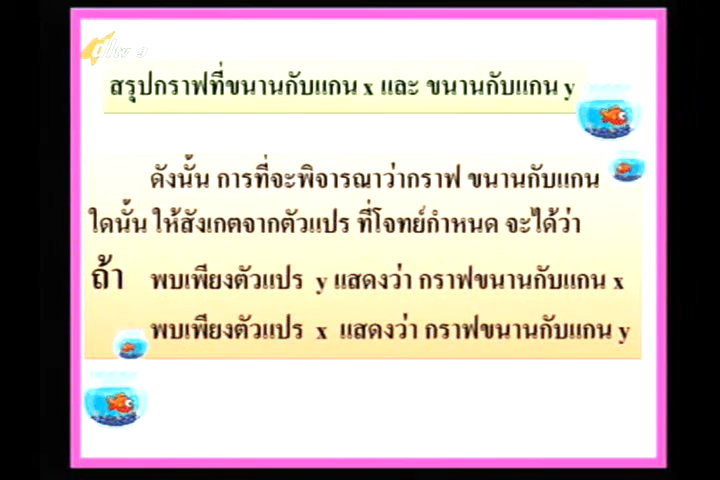 สรุปกราฟที่ขนานกับแกน x และ ขนานกับแกน y
ดังนั้น การที่จะพิจารณาว่ากราฟ ขนานกับแกน
ใดนั้น ให้สังเกตจากตัวแปร ที่โจทย์กำหนด จะได้ว่า
ถ้า พบเพียงตัวแปร y แสดงว่า กราฟขนานกับแกน x
พบเพียงตัวแปร x แสดงว่า กราฟขนานกับแกน y